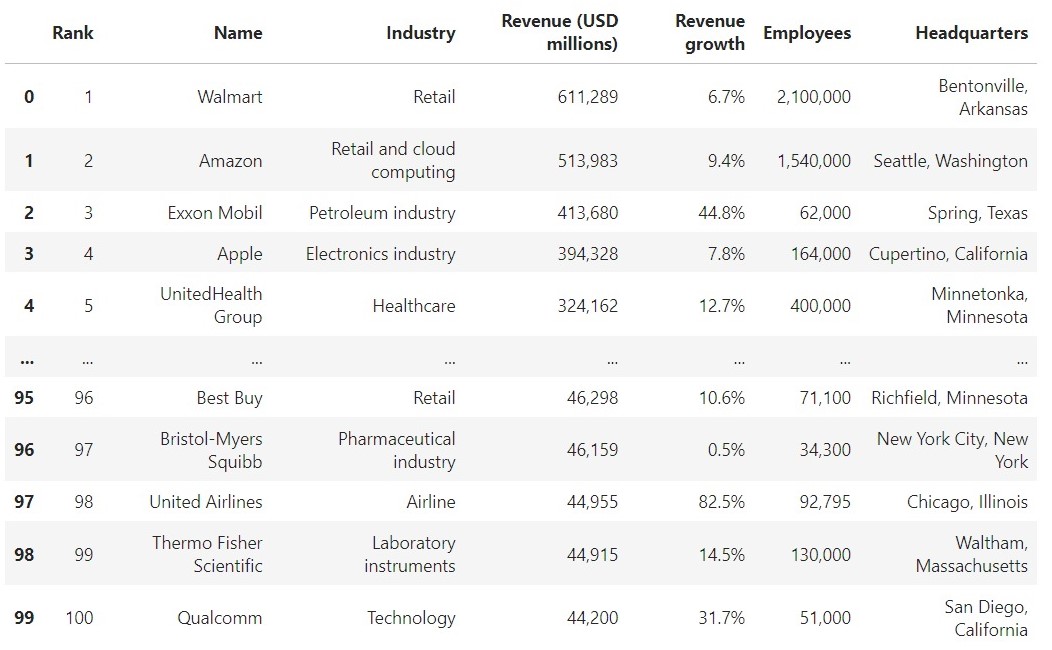 Rank Name Industry Revenue (USD millions) Revenue growth Employees Headquarters
0 1 Walmart Retail 611,289 6.7% 2,100,000 Bentonville, Arkansas
1 2 Amazon Retail and cloud computing 513,983 9.4% 1,540,000 Seattle, Washington
2 3 Exxon Mobil Petroleum industry 413,680 44.8% 62,000 Spring, Texas
3 4 Apple Electronics industry 394,328 7.8% 164,000 Cupertino, California
4 5 UnitedHealth Group Healthcare 324,162 12.7% 400,000 Minnetonka, Minnesota
... ... ... ... ... ... ... ...
95 96 Best Buy Retail 46,298 10.6% 71,100 Richfield, Minnesota
96 97 Bristol-Myers Squibb Pharmaceutical industry 46,159 0.5% 34,300 New York City, New York
97 98 United Airlines Airline 44,955 82.5% 92,795 Chicago, Illinois
98 99 Thermo Fisher Scientific Laboratory instruments 44,915 14.5% 130,000 Waltham, Massachusetts
99 100 Qualcomm Technology 44,200 31.7% 51,000 San Diego, California